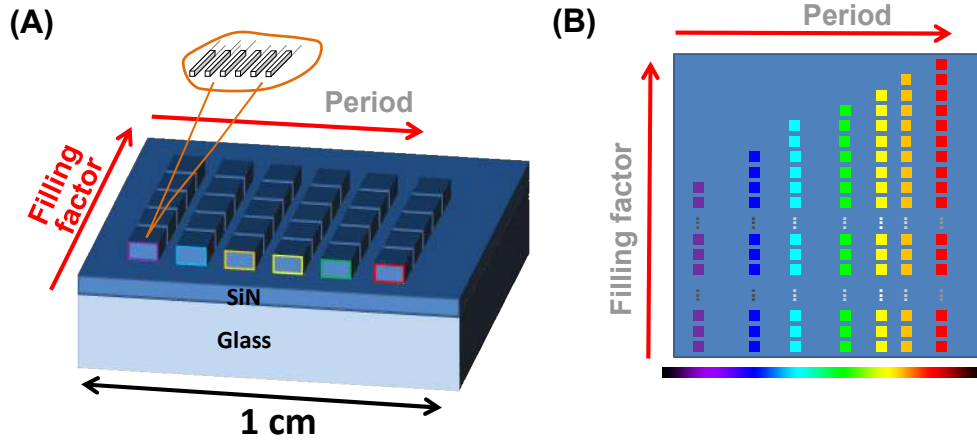 (A)
Period
Filling
factor
SiN
Glass
1 cm
(B)
Period
Filling factor